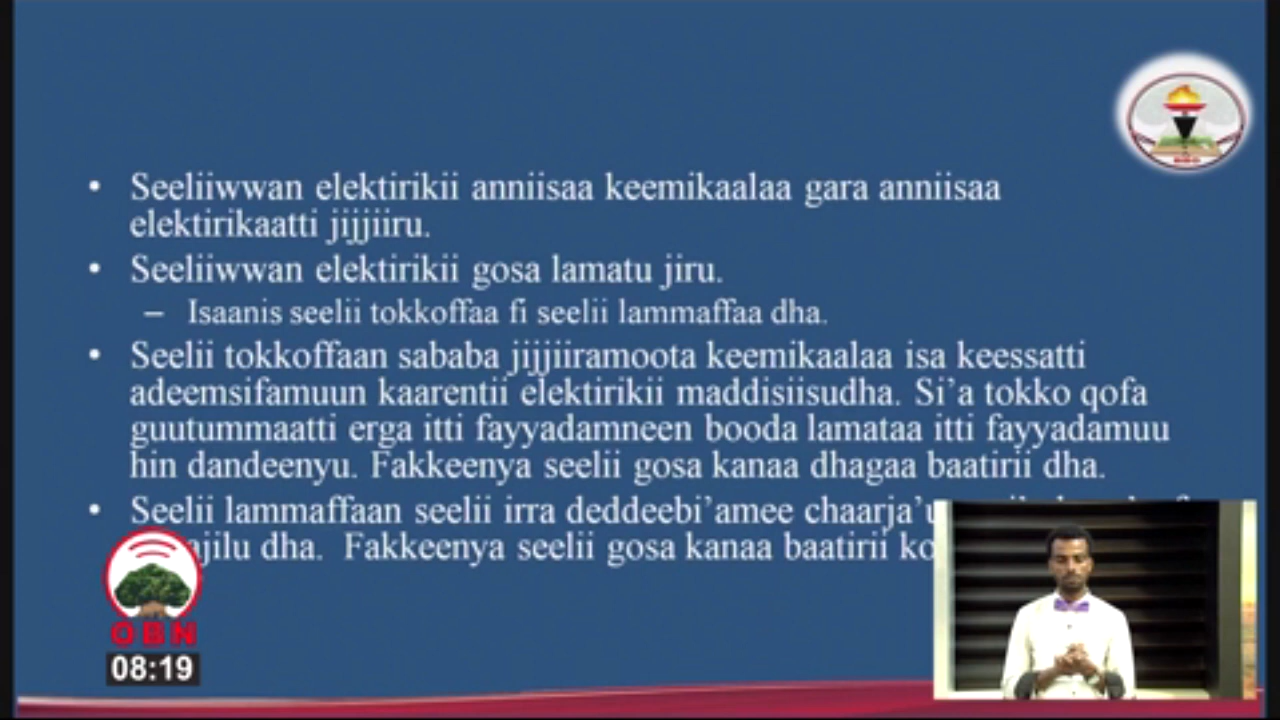 • Seeliiwwan elektirikii anniisaa keemikaalaa gara anniisaa
elektirikaatti jijjiiru.
• Seeliiwwan elektirikii gosa lamatu jiru.
– Isaanis seelii tokkoffaa fi seelii lammaffaa dha.
• Seelii tokkoffaan sababa jijjiiramoota keemikaalaa isa keessatti
adeemsifamuun kaarentii elektirikii maddisiisudha. Si’a tokko qofa
guutummaatti erga itti fayyadamneen booda lamataa itti fayyadamuu
hin dandeenyu. Fakkeenya seelii gosa kanaa dhagaa baatirii dha.
• Seelii lammaffaan seelii irra deddeebi’amee
dha. Fakkeenya seelii gosa kanaa baatirii
OBN
08:19